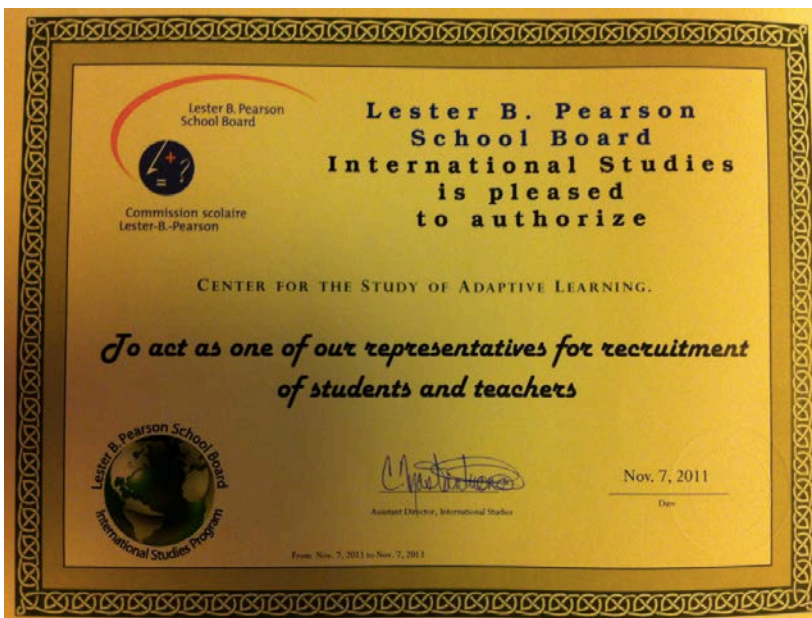 Lester B. Pearson
School Board
Commission scolaire
Lester-B.-Pearson
Lester B. Pearson
School Board
International Studies
is pleased
to authorize
CENTER FOR THE STUDY OF ADAPTIVE LEARNING.
To act as one of our representatives for recruitment
of students and teachers
Lester B. Pearson School Board
International Studies Program
Assistant Director, International Studies
Nov. 7, 2011
Date
From Nov. 7, 2011 to Nov. 7, 2013